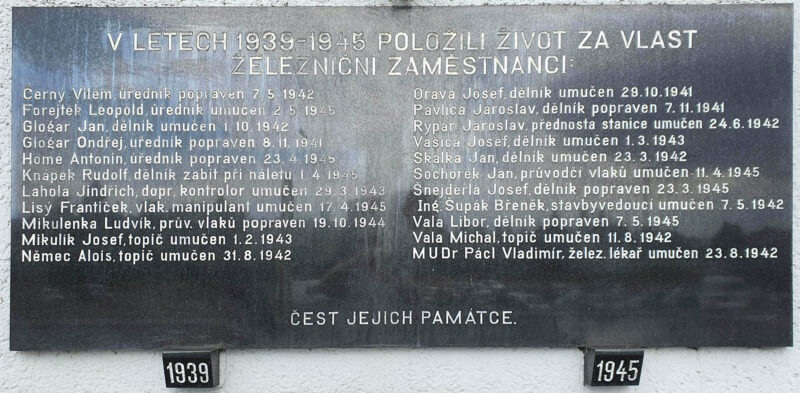 V LETECH 1939-1945 POLOŽILI ŽIVOT ZA VLAST
ŽELEZNIČNÍ ZAMĚSTNANCI:
Černý Vilém, úředník popraven 7.5.1942
Forejtek Leopold, úředník umučen 2.5.1945
Glogar Jan, dělník umučen 1.10.1942
Glogar Ondřej, úředník popraven 8.11.1941
Homé Antonín, úředník popraven 23.4.1945
Knápek Rudolf, dělník zabit při náletu 1.4.1945
Lahola Jindřich, dopr. kontrolor umučen 29.3.1943
Lisý Frantiček, vlak. manipulant umučen 17.4.1945
Mikulenka Ludvík, prův. vlaků popraven 19.10.1944
Mikulík Josef, topič umučen 1.2.1943
Němec Alois, topič umučen 31.8.1942
Orava Josef, dělník umučen 29.10.1941
Pavlica Jaroslav, dělník popraven 7.11.1941
Rypar Jaroslav, přednosta stanice umučen 24.6.1942
Vašica Josef, dělník umučen 1.3.1943
Skalka Jan, dělník umučen 23.3.1942
Sochorek Jan, průvodčí vlaků umučen 11.4.1945
Šnejderla Josef, dělník popraven 23.3.1945
Ing. Šupák Břeněk, stavbyvedoucí umučen 7.5.1942
Vala Libor, dělník popraven 7.5.1945
Vala Michal, topič umučen 11.8.1942
MUDr Pácl Vladimír, želez. lékař umučen 23.8.1942
ČEST JEJICH PAMÁTCE.
1939
1945